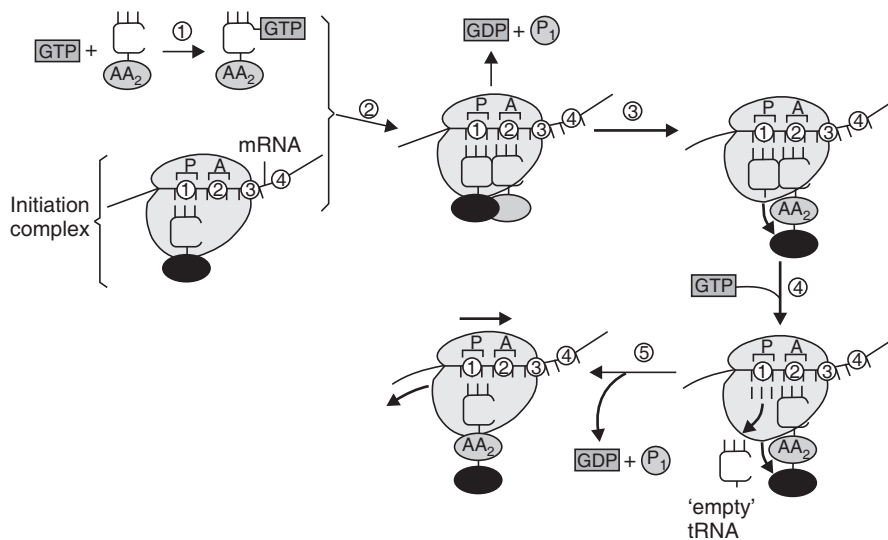 GTP + AA2 ① GTP AA2
Initiation complex
mRNA
P A
1 2 3 4
②
GDP + P1
P A
1 2 3 4
③
P A
1 2 3 4
AA2
GTP ④
P A
1 2 3 4
AA2
'empty'
tRNA
⑤
GDP + P1
P A
1 2 3 4
AA2